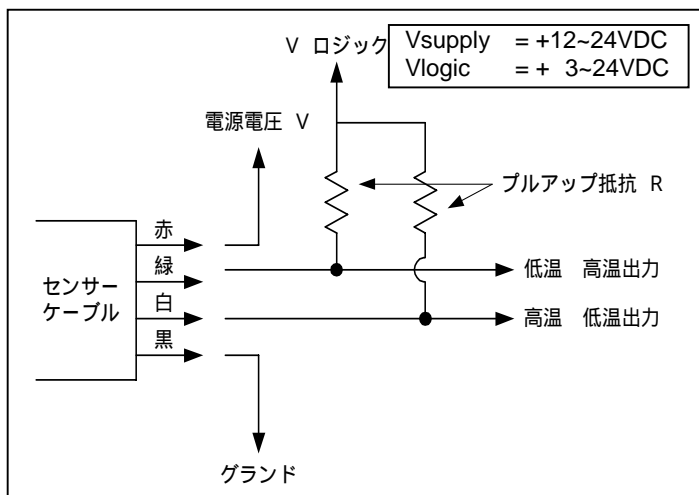 V ロジック
Vsupply = +12~24VDC
Vlogic = + 3~24VDC
電源電圧 V
プルアップ抵抗 R
赤
緑
白
黒
センサー
ケーブル
低温 高温出力
高温 低温出力
グランド